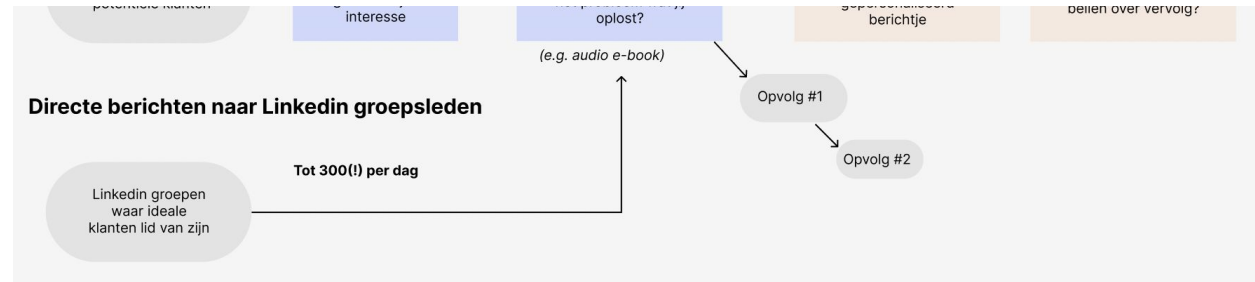 potentiële klanten
interesse
oplost?
gepersonaliseerd
berichtje
bellen over vervolg?
(e.g. audio e-book)
Opvolg #1
Directe berichten naar Linkedin groepsleden
Opvolg #2
Tot 300(!) per dag
Linkedin groepen
waar ideale
klanten lid van zijn